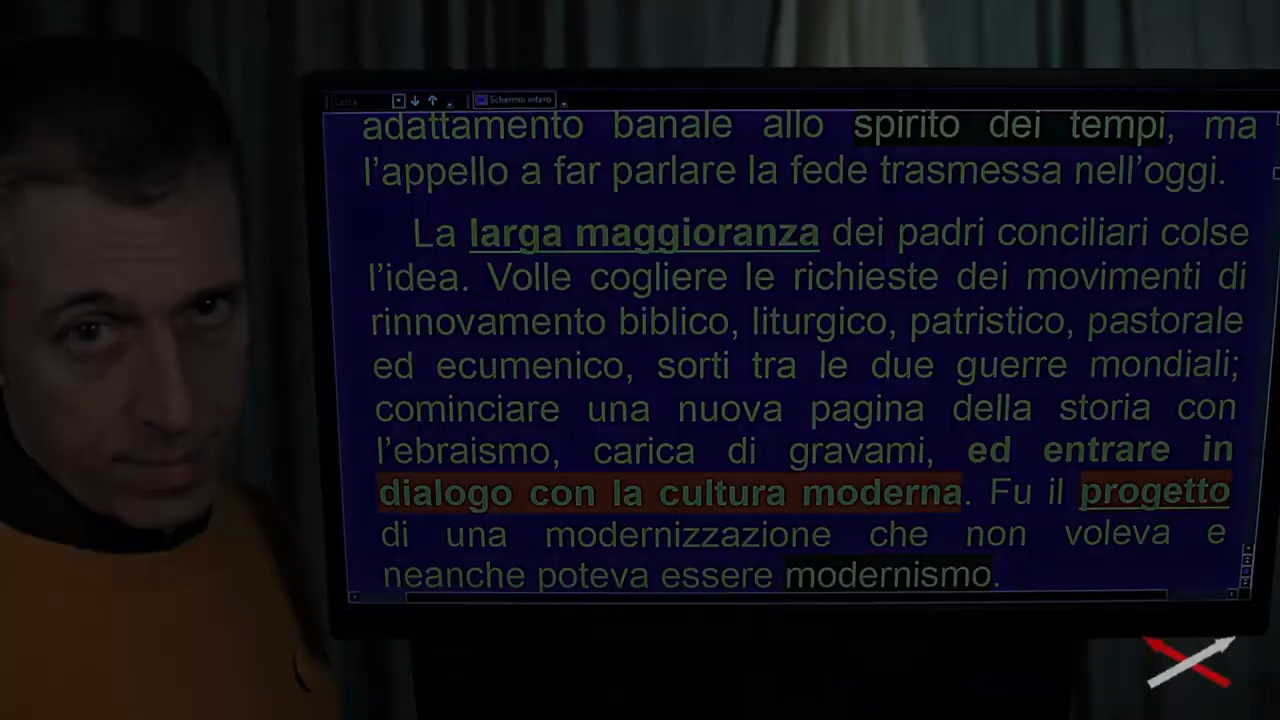 Carta
Schermo intero
adattamento banale allo spirito dei tempi, ma
l’appello a far parlare la fede trasmessa nell’oggi.
La larga maggioranza dei padri conciliari colse
l’idea. Volle cogliere le richieste dei movimenti di
rinnovamento biblico, liturgico, patristico, pastorale
ed ecumenico, sorti tra le due guerre mondiali;
cominciare una nuova pagina della storia con
l’ebraismo, carica di gravami, ed entrare in
dialogo con la cultura moderna. Fu il progetto
di una modernizzazione che non voleva e
neanche poteva essere modernismo.